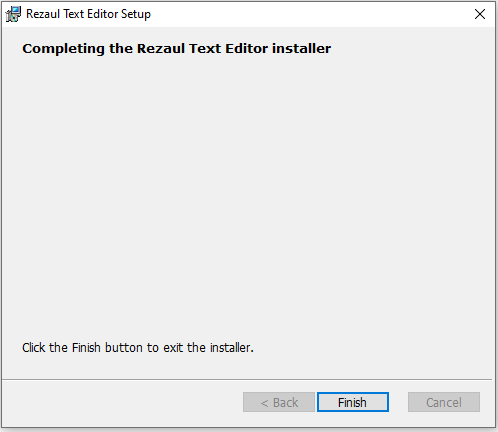 Rezaul Text Editor Setup
Completing the Rezaul Text Editor installer
Click the Finish button to exit the installer.
< Back
Finish
Cancel